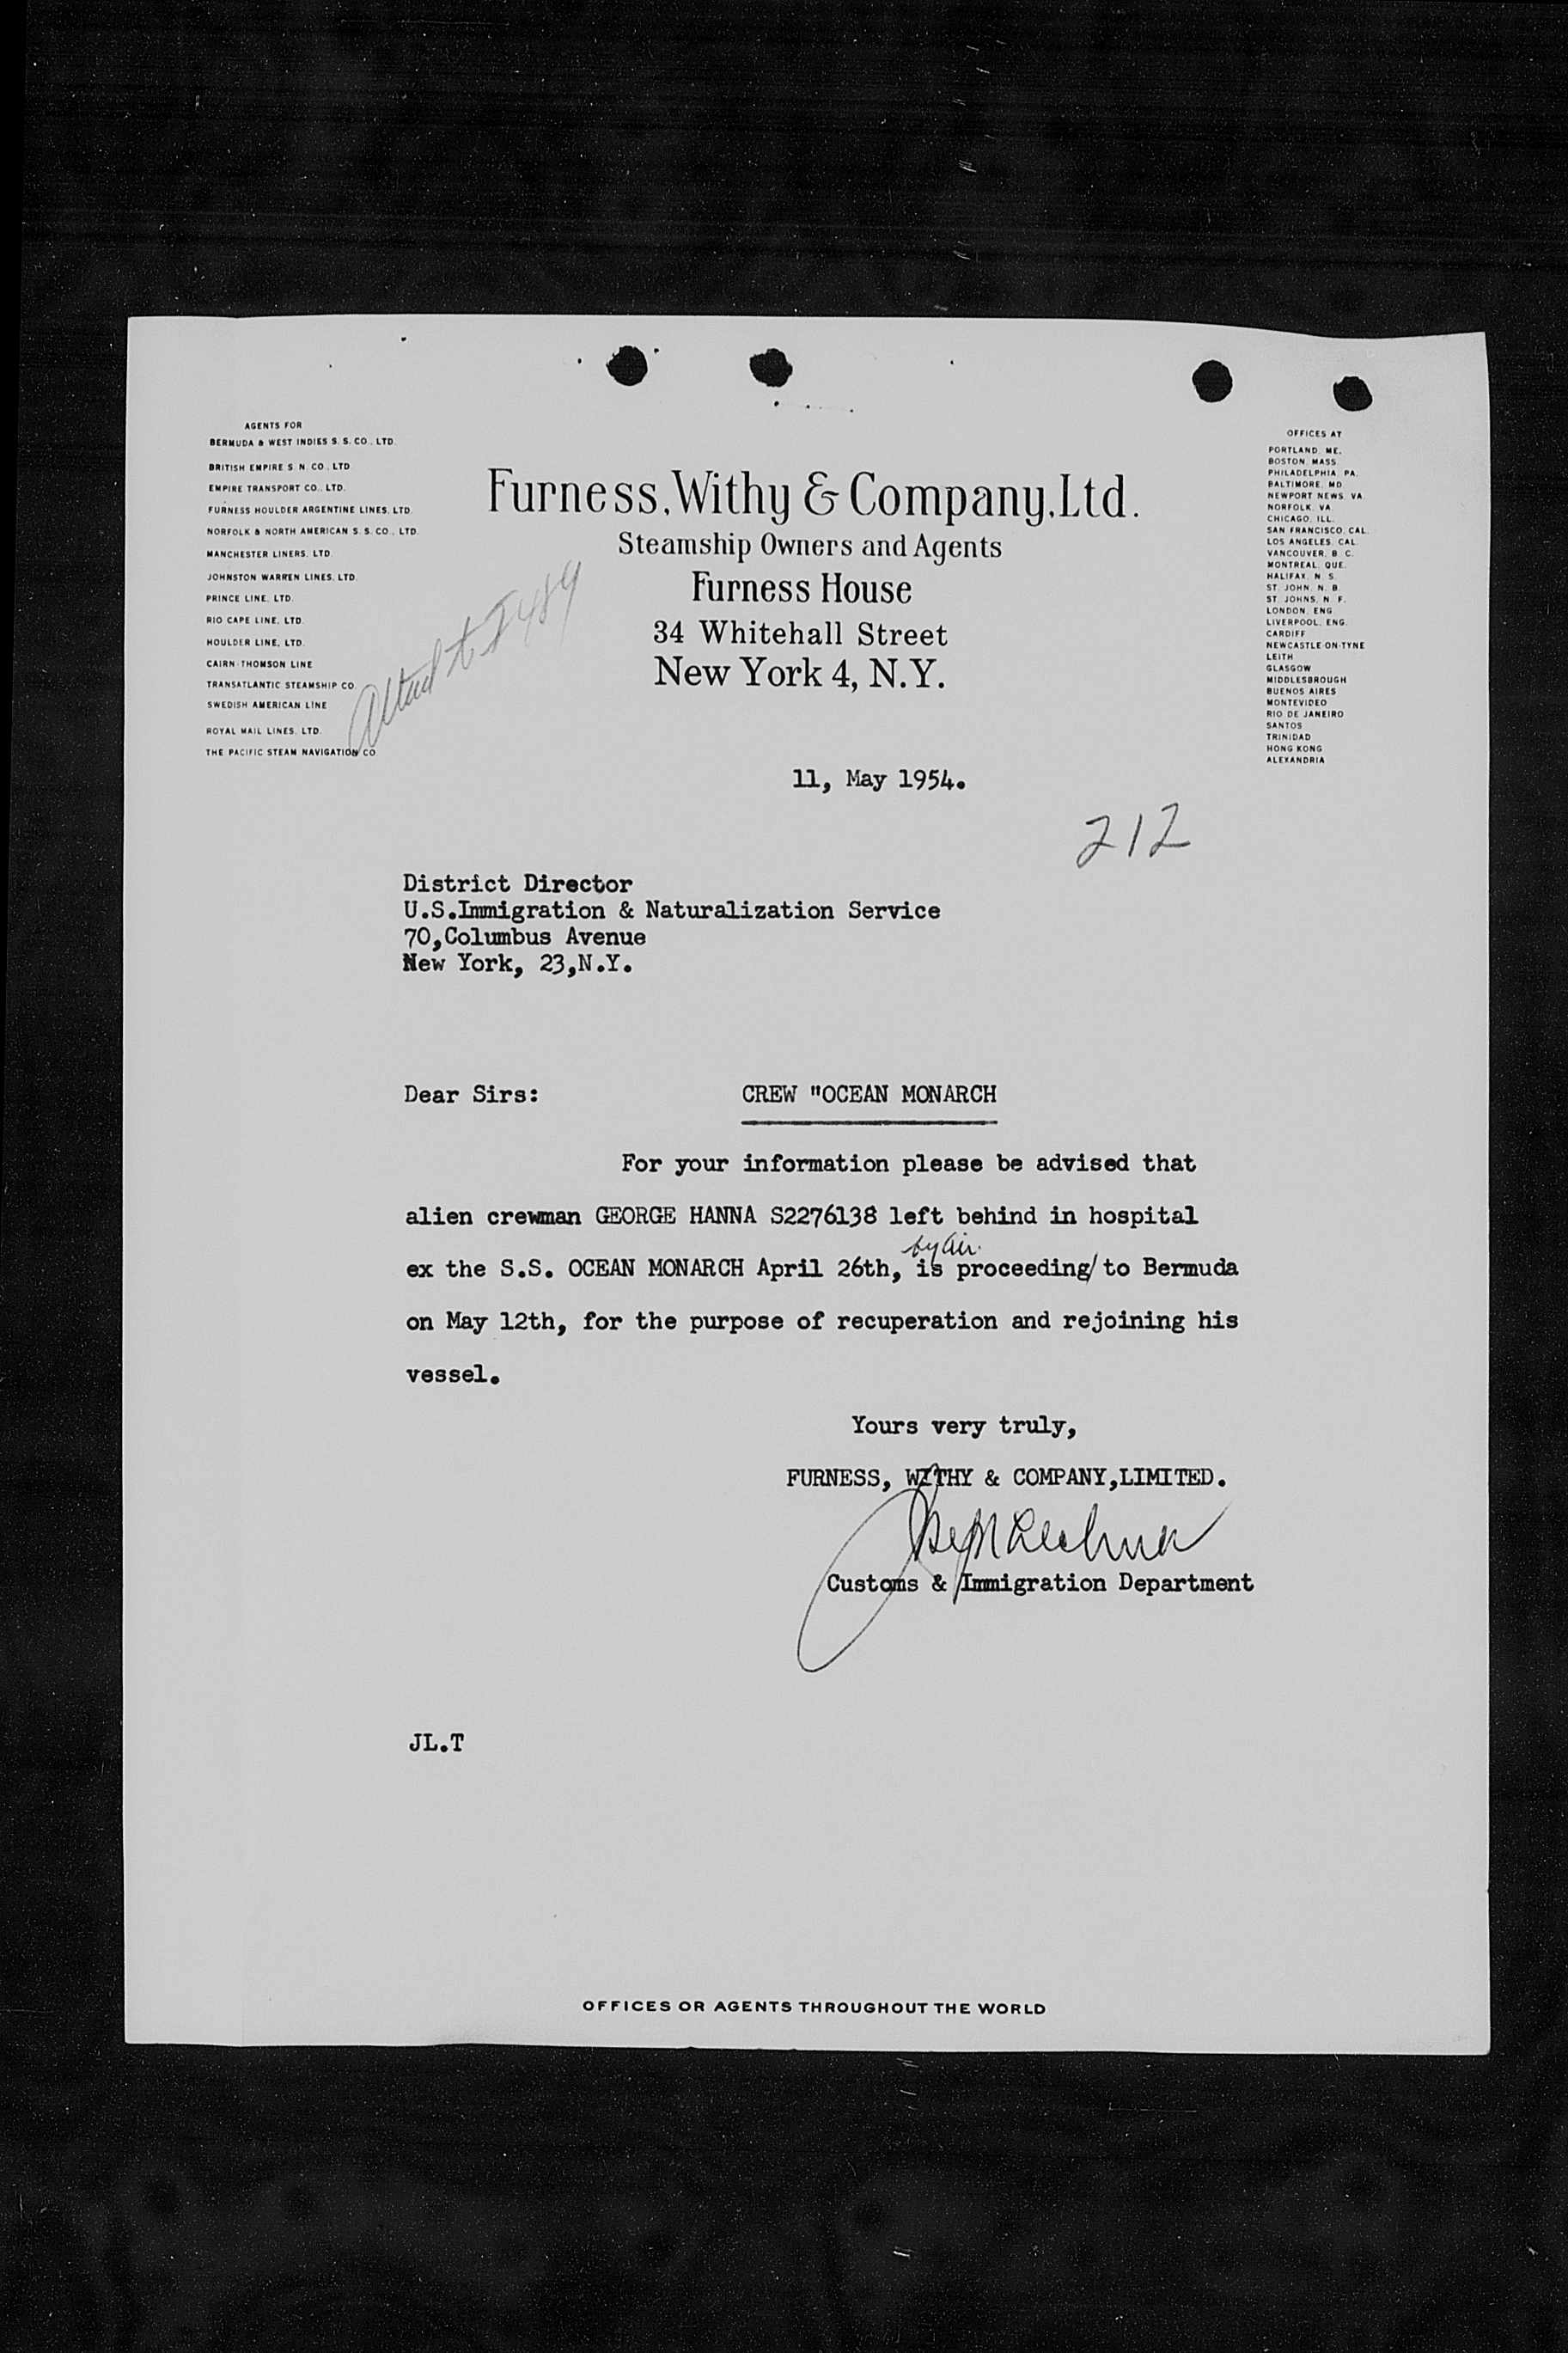 AGENTS FOR
BERMUDA & WEST INDIES S. S. CO., LTD.
BRITISH EMPIRE S. N. CO., LTD.
EMPIRE TRANSPORT CO., LTD.
FURNESS HOULDER ARGENTINE LINES, LTD.
NORFOLK & NORTH AMERICAN S. S. CO., LTD.
MANCHESTER LINERS, LTD.
JOHNSTON WARREN LINES, LTD.
PRINCE LINE, LTD.
RIO CAPE LINE, LTD.
HOULDER LINE, LTD.
CAIRN-THOMSON LINE
TRANSATLANTIC STEAMSHIP CO.
SWEDISH AMERICAN LINE
ROYAL MAIL LINES, LTD.
THE PACIFIC STEAM NAVIGATION CO.
Furness, Withy & Company, Ltd.
Steamship Owners and Agents
Furness House
34 Whitehall Street
New York 4, N.Y.
OFFICES AT
PORTLAND, ME.
BOSTON, MASS.
PHILADELPHIA, PA.
BALTIMORE, MD.
NEWPORT NEWS, VA.
NORFOLK, VA.
CHICAGO, ILL.
SAN FRANCISCO, CAL.
LOS ANGELES, CAL.
VANCOUVER, B. C.
MONTREAL, QUE.
HALIFAX, N. S.
ST. JOHN, N. B.
ST. JOHNS, N. F.
LONDON, ENG.
LIVERPOOL, ENG.
CARDIFF
NEWCASTLE-ON-TYNE
LEITH
GLASGOW
MIDDLESBROUGH
BUENOS AIRES
MONTEVIDEO
RIO DE JANEIRO
SANTOS
TRINIDAD
HONG KONG
ALEXANDRIA
11, May 1954.
212
District Director
U.S.Immigration & Naturalization Service
70,Columbus Avenue
New York, 23,N.Y.
Dear Sirs: CREW "OCEAN MONARCH
For your information please be advised that
alien crewman GEORGE HANNA S2276138 left behind in hospital
by air
ex the S.S. OCEAN MONARCH April 26th, is proceeding/ to Bermuda
on May 12th, for the purpose of recuperation and rejoining his
vessel.
Yours very truly,
FURNESS, WITHY & COMPANY,LIMITED.
Customs & Immigration Department
JL.T
OFFICES OR AGENTS THROUGHOUT THE WORLD